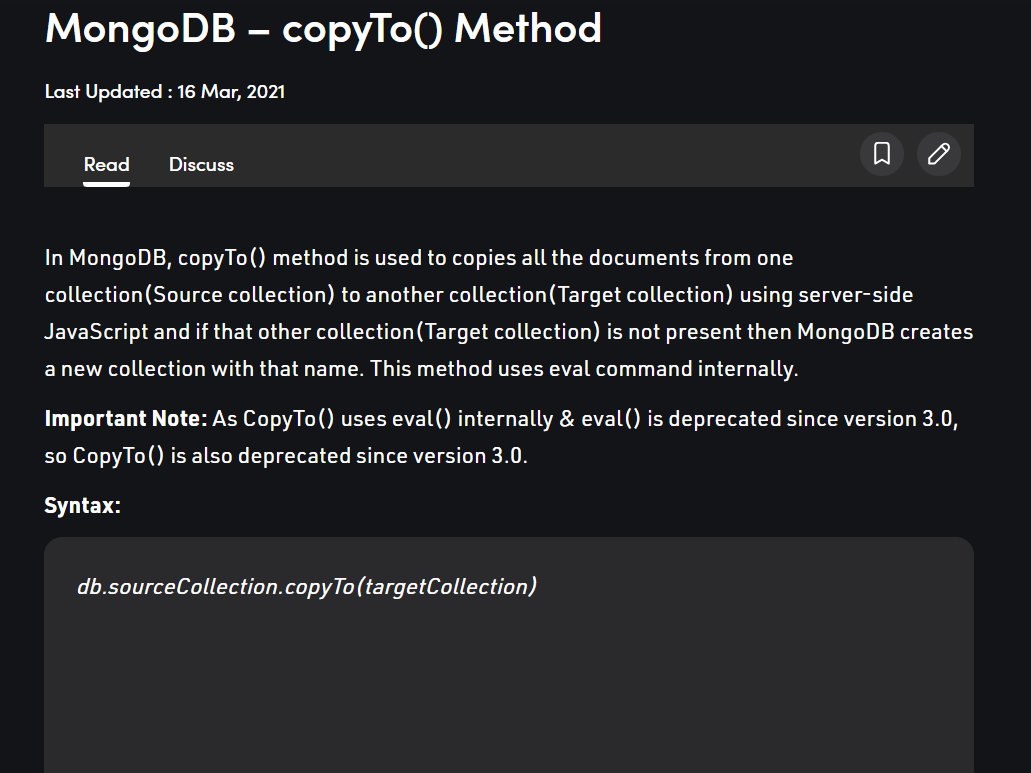 MongoDB – copyTo() Method
Last Updated : 16 Mar, 2021
Read Discuss
In MongoDB, copyTo() method is used to copies all the documents from one
collection(Source collection) to another collection(Target collection) using server-side
JavaScript and if that other collection(Target collection) is not present then MongoDB creates
a new collection with that name. This method uses eval command internally.
Important Note: As CopyTo() uses eval() internally & eval() is deprecated since version 3.0,
so CopyTo() is also deprecated since version 3.0.
Syntax:
db.sourceCollection.copyTo(targetCollection)